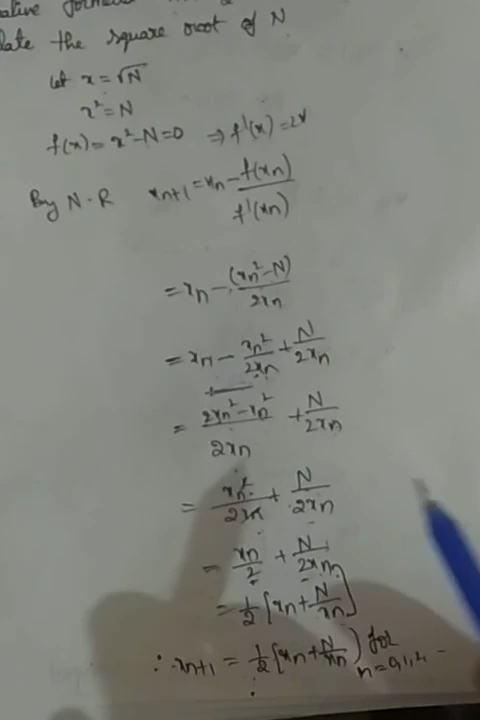 late the square root of N
let x = √N
x² = N
f(x) = x² - N = 0 ⇒ f'(x) = 2x
By N-R xn+1 = xn - f(xn)/f'(xn)
= xn - (xn² - N)/2xn
= xn - xn²/2xn + N/2xn
= 2xn² - xn²/2xn + N/2xn
= xn²/2xn + N/2xn
= xn/2 + N/2xn
= 1/2 [xn + N/xn]
∴ xn+1 = 1/2 [xn + N/xn) for
n = 0,1,2 -